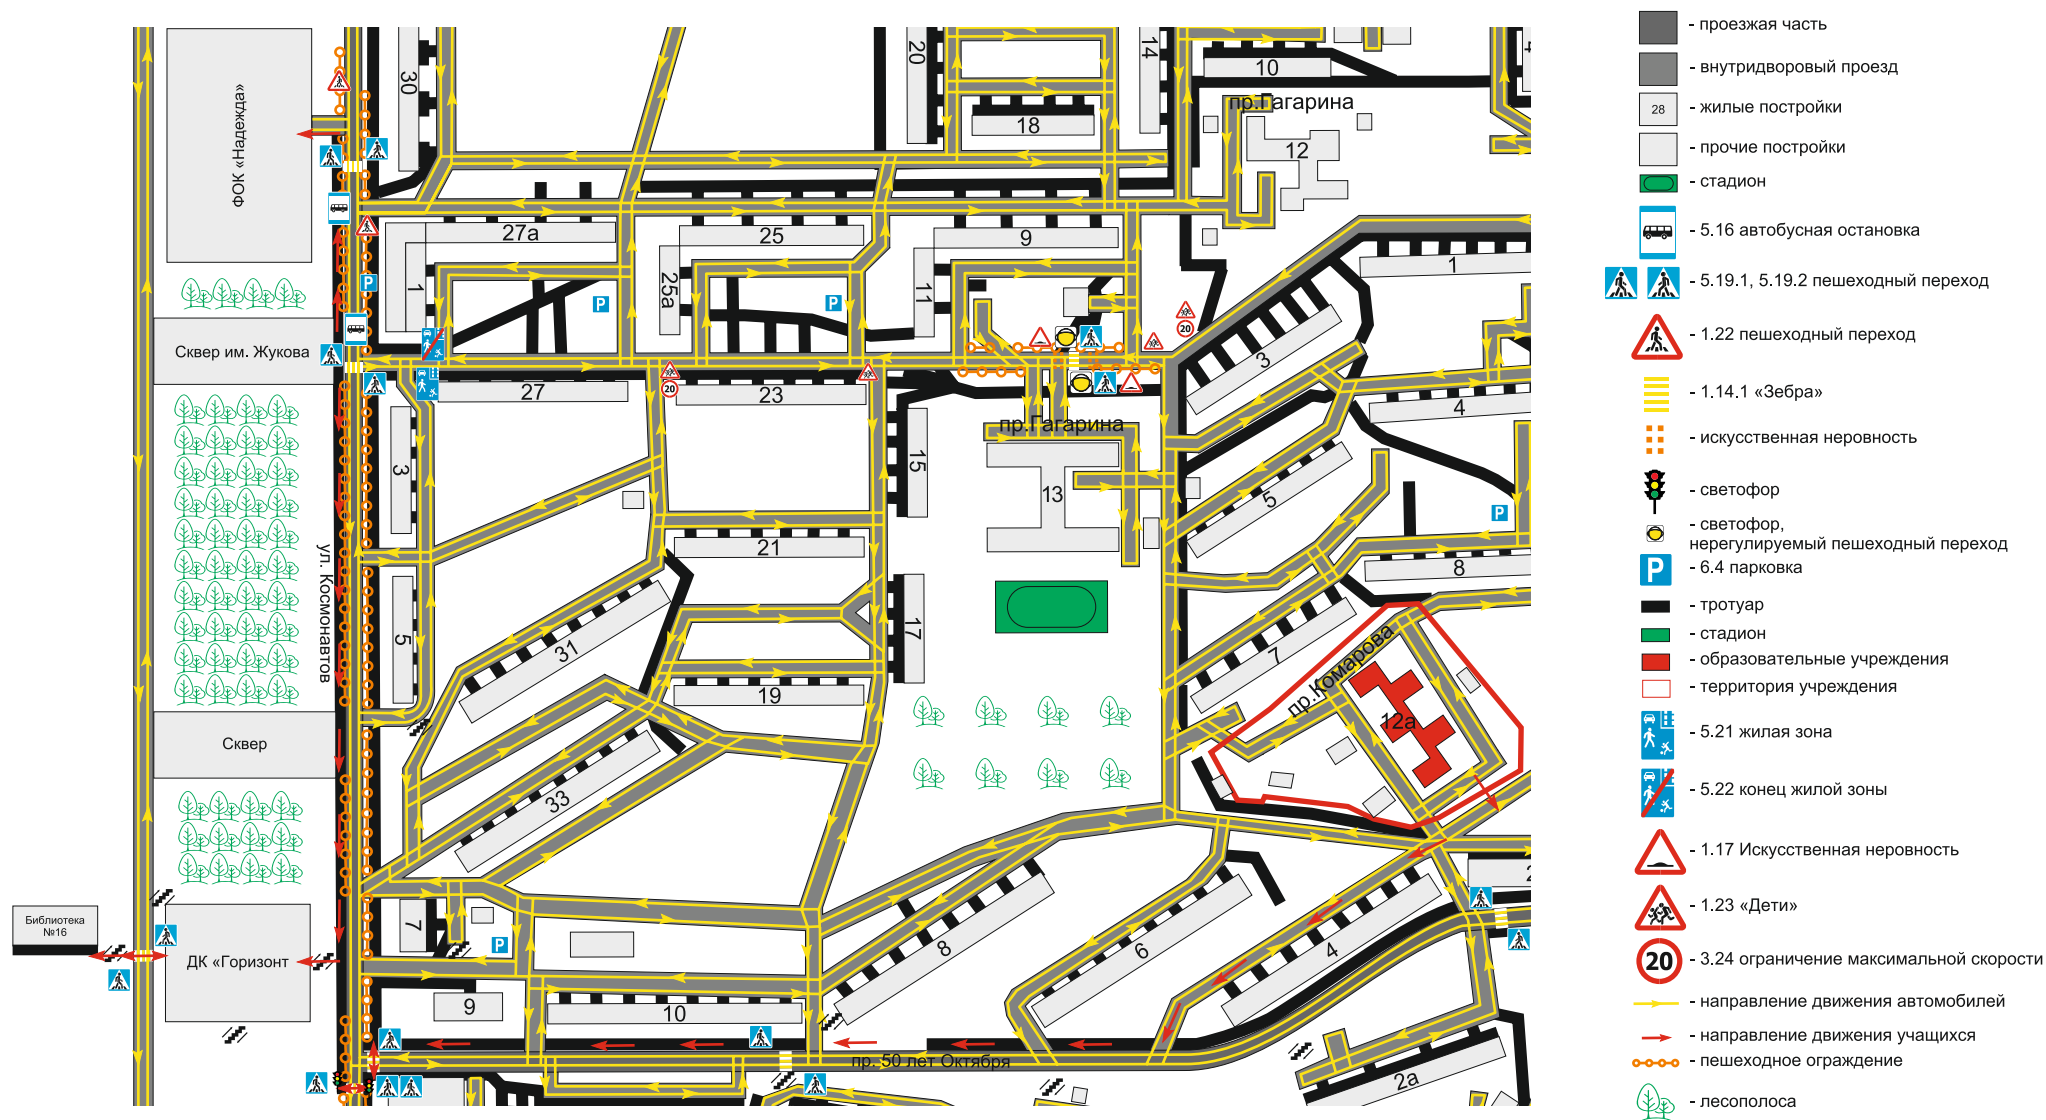 30
20
14
10
пр.Гагарина
18
12
ФОК «Надежда»
27а
25
9
1
1
25а
11
Сквер им. Жукова
20
3
27
20
23
4
пр.Гагарина
3
15
5
13
21
8
ул. Космонавтов
5
31
17
7
пр.Комарова
19
12а
Сквер
33
Библиотека
№16
7
8
6
4
2
ДК «Горизонт
9
10
пр. 50 лет Октября
2а
- проезжая часть
- внутридворовый проезд
28
- жилые постройки
- прочие постройки
- стадион
- 5.16 автобусная остановка
- 5.19.1, 5.19.2 пешеходный переход
- 1.22 пешеходный переход
- 1.14.1 «Зебра»
- искусственная неровность
- светофор
- светофор,
нерегулируемый пешеходный переход
P
- 6.4 парковка
- тротуар
- стадион
- образовательные учреждения
- территория учреждения
- 5.21 жилая зона
- 5.22 конец жилой зоны
- 1.17 Искусственная неровность
- 1.23 «Дети»
20
- 3.24 ограничение максимальной скорости
- направление движения автомобилей
- направление движения учащихся
- пешеходное ограждение
- лесополоса
P
P
P
P
P